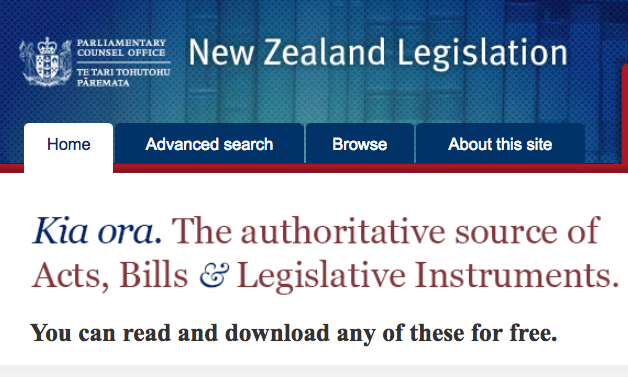 PARLIAMENTARY
COUNSEL OFFICE
TE TARI TOHUTOHU
PĀREMATA
New Zealand Legislation
Home
Advanced search
Browse
About this site
Kia ora. The authoritative source of
Acts, Bills & Legislative Instruments.
You can read and download any of these for free.